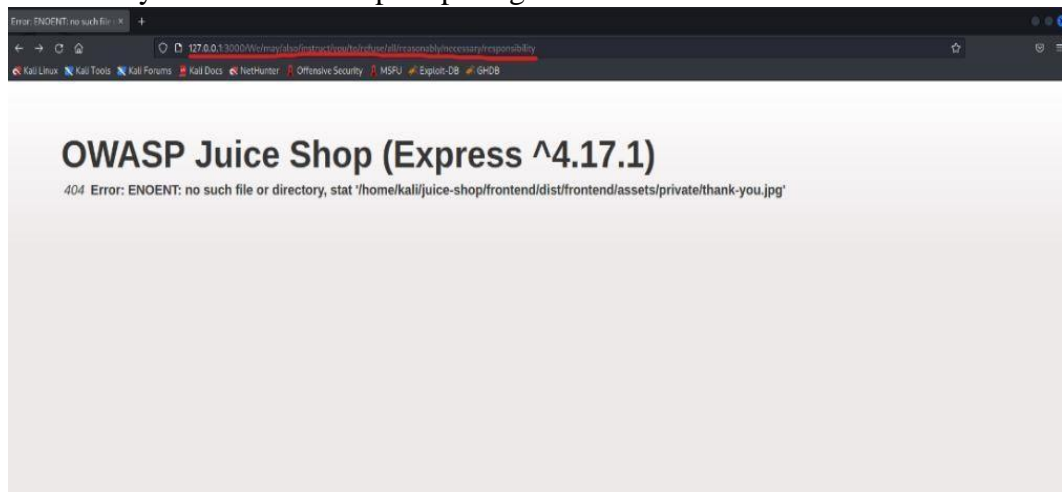 Error: ENOENT: no such file
127.0.0.1:3000/We/may/also/instruct/you/to/refuse/all/reasonably/necessary/responsibility
Kali Linux Kali Tools Kali Forums Kali Docs NetHunter Offensive Security MSFU Exploit-DB GHDB
OWASP Juice Shop (Express ^4.17.1)
404 Error: ENOENT: no such file or directory, stat '/home/kali/juice-shop/frontend/dist/frontend/assets/private/thank-you.jpg'